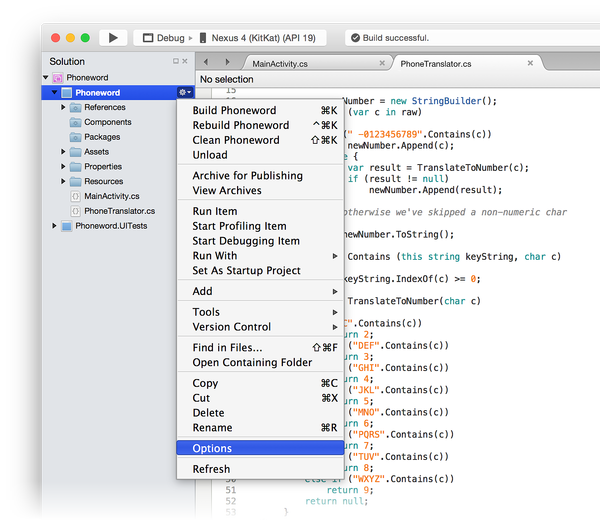 Debug
Nexus 4 (KitKat) (API 19)
Build successful.
Solution
MainActivity.cs
PhoneTranslator.cs
No selection
Phoneword
Phoneword
References
Components
Packages
Assets
Properties
Resources
MainActivity.cs
PhoneTranslator.cs
Phoneword.UITests
Build Phoneword ⌘K
Rebuild Phoneword ⌃⌘K
Clean Phoneword ⇧⌘K
Unload
Archive for Publishing
View Archives
Run Item
Start Profiling Item
Start Debugging Item
Run With
Set As Startup Project
Add
Tools
Version Control
Find in Files... ⇧⌘F
Open Containing Folder
Copy ⌘C
Cut ⌘X
Delete
Rename ⌘R
Options
Refresh
15
Number = new StringBuilder();
(var c in raw)
(" -0123456789".Contains(c))
newNumber.Append(c);
e {
var result = TranslateToNumber(c);
if (result != null)
newNumber.Append(result);
otherwise we've skipped a non-numeric char
newNumber.ToString();
Contains (this string keyString, char c)
keyString.IndexOf(c) >= 0;
TranslateToNumber(char c)
C".Contains(c))
urn 2;
("DEF".Contains(c))
urn 3;
("GHI".Contains(c))
urn 4;
("JKL".Contains(c))
urn 5;
("MNO".Contains(c))
urn 6;
("PQRS".Contains(c))
urn 7;
("TUV".Contains(c))
urn 8;
50 else if ("WXYZ".Contains(c))
51 return 9;
52 return null;
53 }